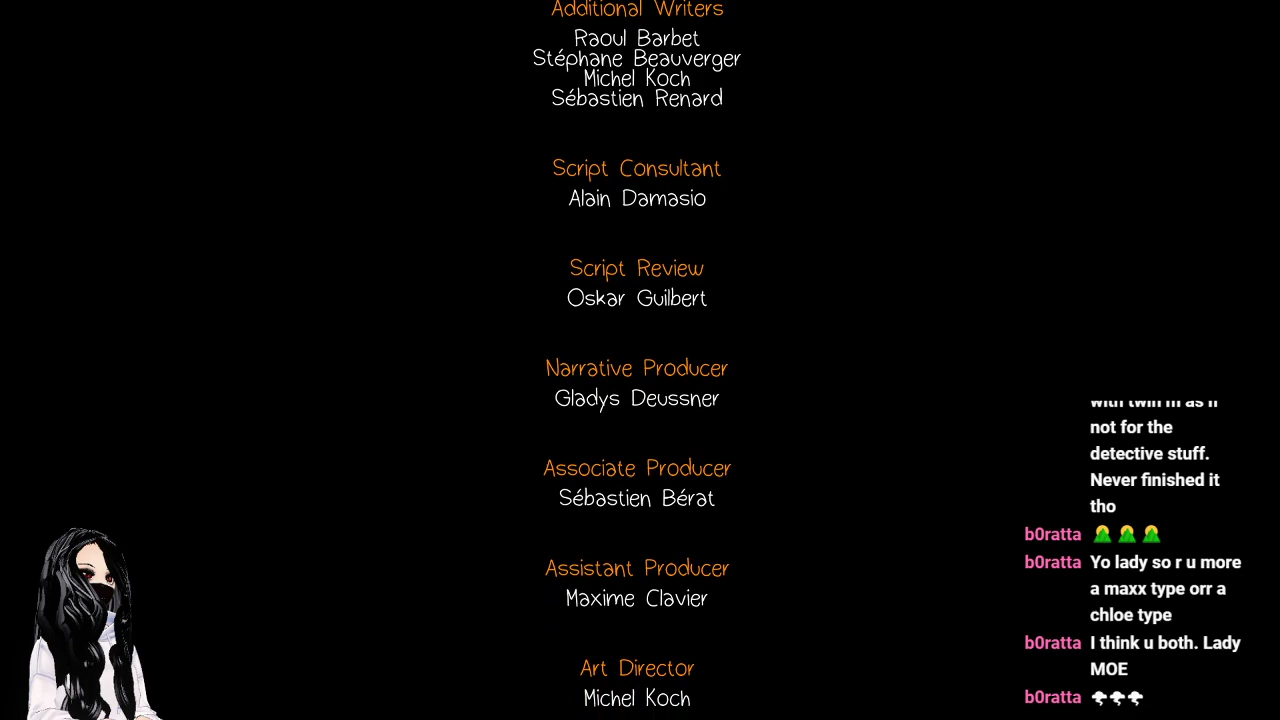 Additional Writers
Raoul Barbet
Stéphane Beauverger
Michel Koch
Sébastien Renard
Script Consultant
Alain Damasio
Script Review
Oskar Guilbert
Narrative Producer
Gladys Deussner
Associate Producer
Sébastien Bérat
Assistant Producer
Maxime Clavier
Art Director
Michel Koch
not for the
detective stuff.
Never finished it
tho
b0ratta
b0ratta Yo lady so r u more
a maxx type orr a
chloe type
b0ratta I think u both. Lady
MOE
b0ratta